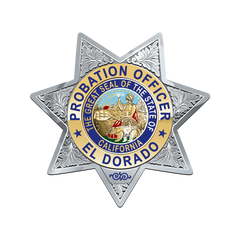 PROBATION OFFICER
THE GREAT SEAL OF THE STATE OF
CALIFORNIA
EL DORADO